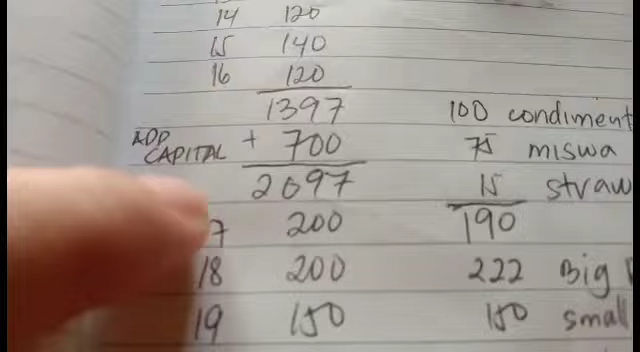 14 120
15 140
16 120
1397 100 condiment
ADD
CAPITAL + 700 75 miswa
2097 15 straw
7 200 190
18 200 222 Big
19 150 150 small